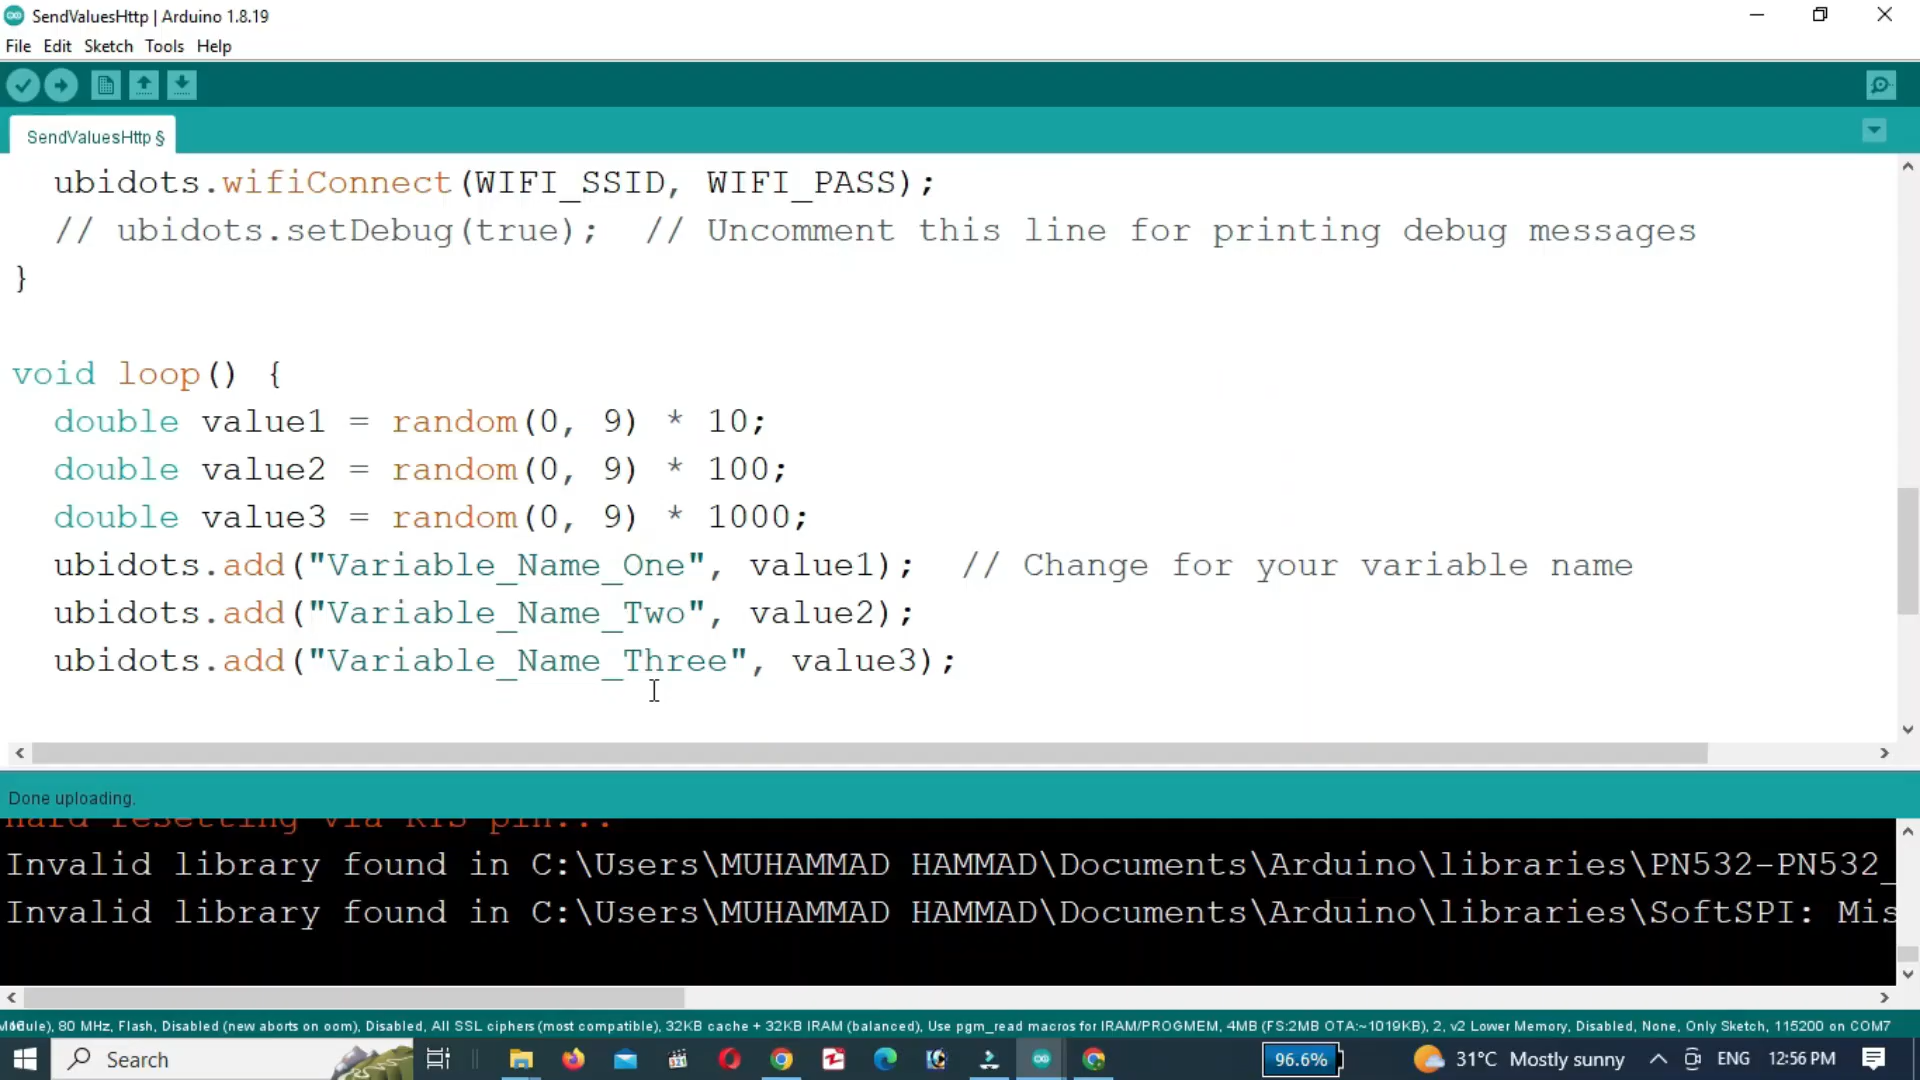 SendValuesHttp | Arduino 1.8.19
File Edit Sketch Tools Help
SendValuesHttp §
ubidots.wifiConnect(WIFI_SSID, WIFI_PASS);
// ubidots.setDebug(true);  // Uncomment this line for printing debug messages
}
void loop() {
double value1 = random(0, 9) * 10;
double value2 = random(0, 9) * 100;
double value3 = random(0, 9) * 1000;
ubidots.add("Variable_Name_One", value1);  // Change for your variable name
ubidots.add("Variable_Name_Two", value2);
ubidots.add("Variable_Name_Three", value3);
Done uploading.
Hard resetting via RTS pin...
Invalid library found in C:\Users\MUHAMMAD HAMMAD\Documents\Arduino\libraries\PN532-PN532_
Invalid library found in C:\Users\MUHAMMAD HAMMAD\Documents\Arduino\libraries\SoftSPI: Mis
80 MHz, Flash, Disabled (new aborts on oom), Disabled, All SSL ciphers (most compatible), 32KB cache + 32KB IRAM (balanced), Use pgm_read macros for IRAM/PROGMEM, 4MB (FS:2MB OTA:~1019KB), 2, v2 Lower Memory, Disabled, None, Only Sketch, 115200 on COM7
Search 96.6% 31°C Mostly sunny ENG 12:56 PM